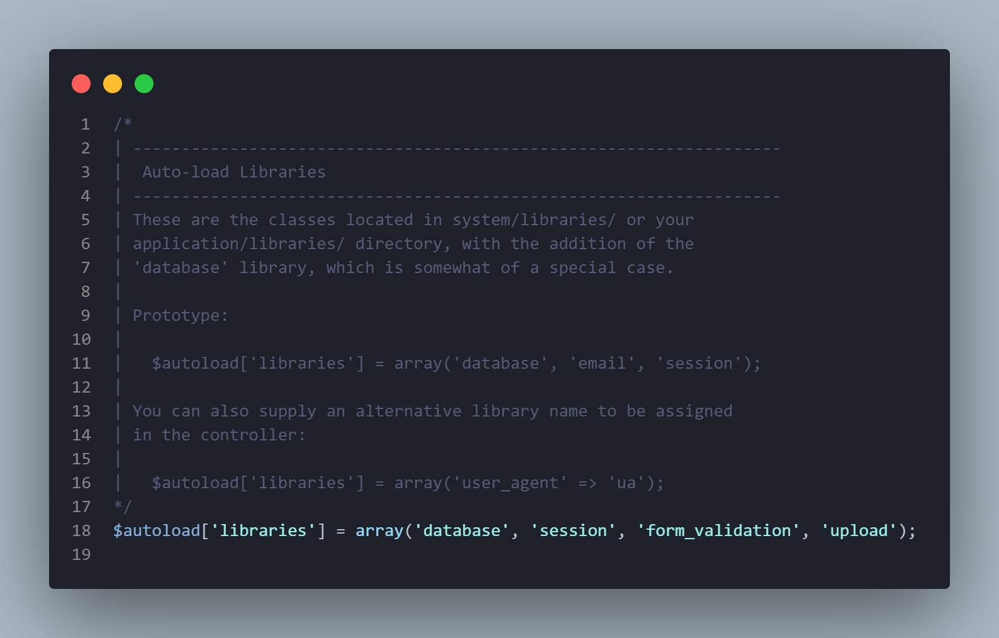 1 /*
2 | -------------------------------------------------------------------
3 |  Auto-load Libraries
4 | -------------------------------------------------------------------
5 | These are the classes located in system/libraries/ or your
6 | application/libraries/ directory, with the addition of the
7 | 'database' library, which is somewhat of a special case.
8 |
9 | Prototype:
10 |
11 |   $autoload['libraries'] = array('database', 'email', 'session');
12 |
13 | You can also supply an alternative library name to be assigned
14 | in the controller:
15 |
16 |   $autoload['libraries'] = array('user_agent' => 'ua');
17 */
18 $autoload['libraries'] = array('database', 'session', 'form_validation', 'upload');
19